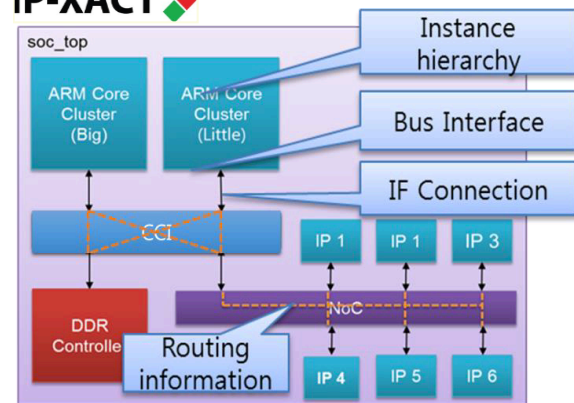 IP-XACT
soc_top
Instance
hierarchy
ARM Core
Cluster
(Big)
ARM Core
Cluster
(Little)
Bus Interface
IF Connection
CCI
IP 1
IP 1
IP 3
NoC
DDR
Controlle
Routing
information
IP 4
IP 5
IP 6